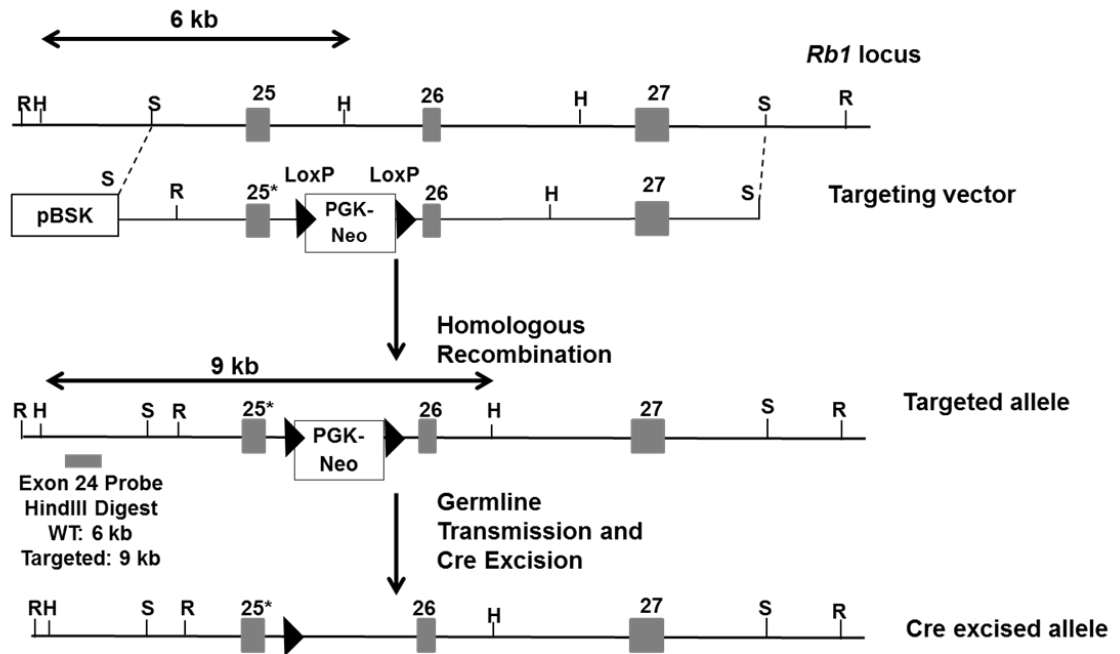 6 kb
Rb1 locus
R H S 25 H 26 H 27 S R
S LoxP LoxP
pBSK R 25* PGK-Neo 26 H 27 S Targeting vector
Homologous
Recombination
9 kb
R H S R 25* PGK-Neo 26 H 27 S R Targeted allele
Exon 24 Probe
HindIII Digest
WT: 6 kb
Targeted: 9 kb
Germline
Transmission and
Cre Excision
RH S R 25* 26 H 27 S R Cre excised allele